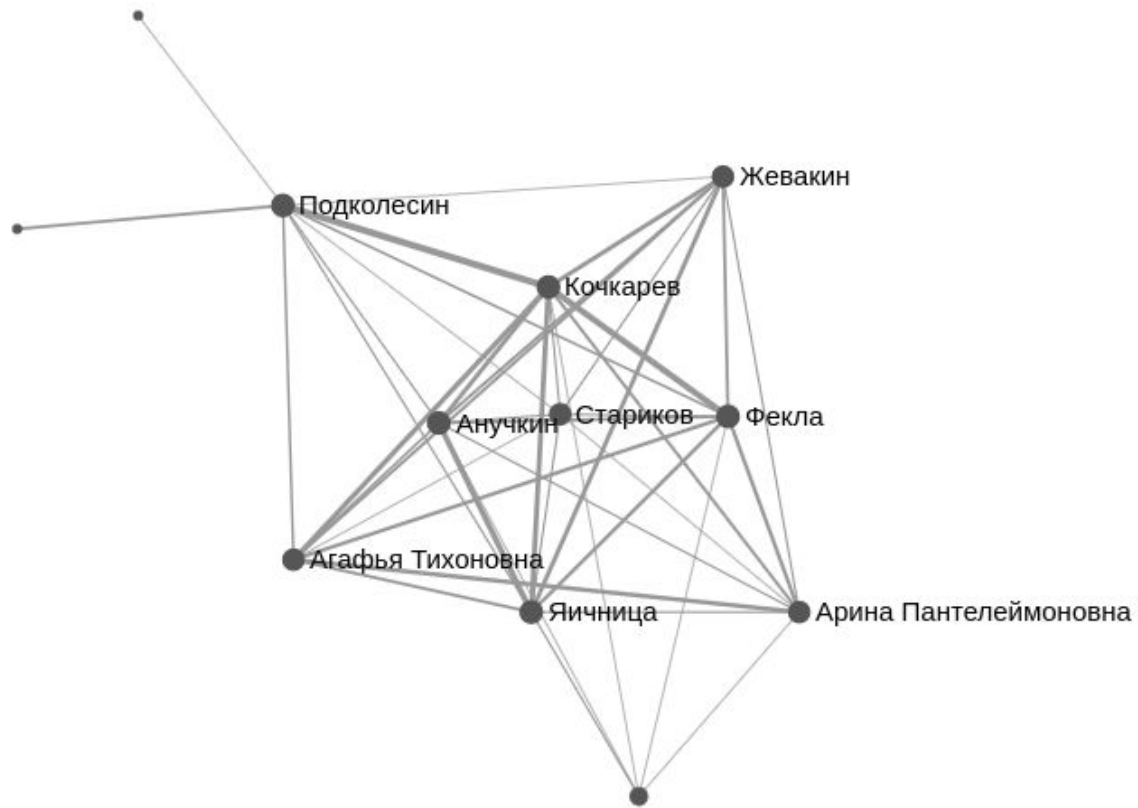 Жевакин
Подколесин
Кочкарев
Стариков
Фекла
Анучкин
Агафья Тихоновна
Яичница
Арина Пантелеймоновна